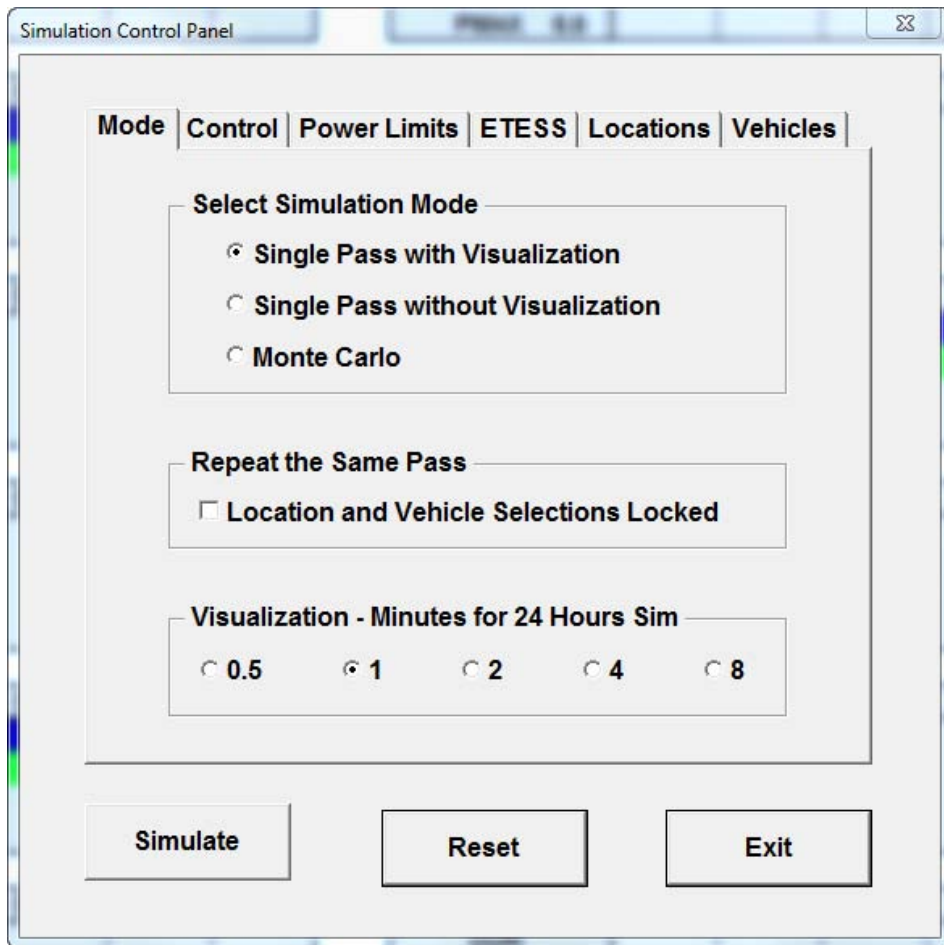 Simulation Control Panel
Mode Control Power Limits ETESS Locations Vehicles
Select Simulation Mode
Single Pass with Visualization
Single Pass without Visualization
Monte Carlo
Repeat the Same Pass
Location and Vehicle Selections Locked
Visualization - Minutes for 24 Hours Sim
0.5 1 2 4 8
Simulate Reset Exit